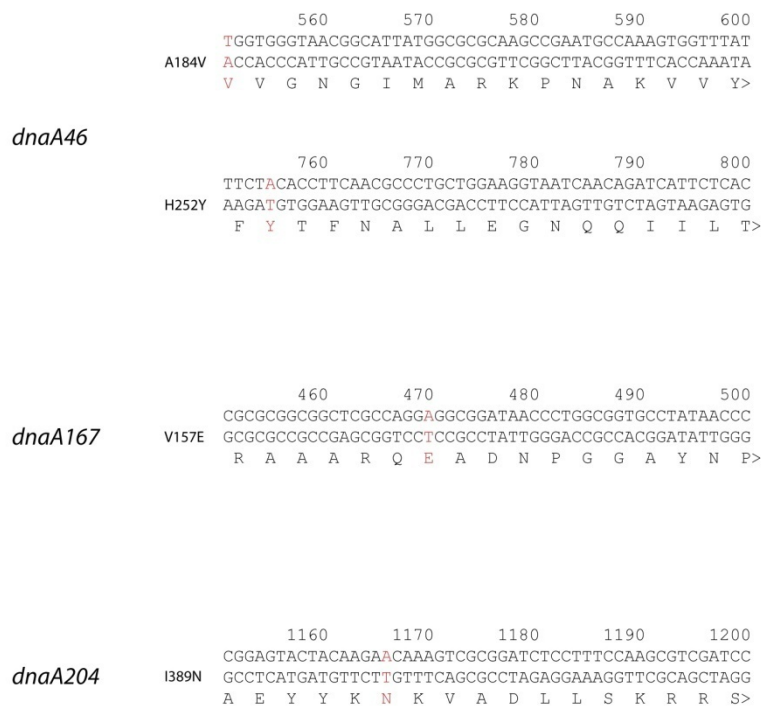 560 570 580 590 600
TGGTGGGTAACGGCATTATGGCGCGCAAGCCGAATGCCAAAGTGGTTTAT
A184V ACCACCCATTGCCGTAATACCGCGCGTTCGGCTTACGGTTTCACCAAATA
V V G N G I M A R K P N A K V V Y>
dnaA46
760 770 780 790 800
TTCTACACCTTCAACGCCCTGCTGGAAGGTAATCAACAGATCATTCTCAC
H252Y AAGATGTGGAAGTTGCGGGACGACCTTCCATTAGTTGTCTAGTAAGAGTG
F Y T F N A L L E G N Q Q I I L T>
460 470 480 490 500
CGCGCGGCGGCTCGCCAGGAGGCGGATAACCCTGGCGGTGCCTATAACCC
dnaA167 V157E GCGCGCCGCCGAGCGGTCCTCCGCCTATTGGGACCGCCACGGATATTGGG
R A A A R Q E A D N P G G A Y N P>
1160 1170 1180 1190 1200
CGGAGTACTACAAGAACAAAGTCGCGGATCTCCTTTCCAAGCGTCGATCC
dnaA204 I389N GCCTCATGATGTTCTTGTTTCAGCGCCTAGAGGAAAGGTTCGCAGCTAGG
A E Y Y K N K V A D L L S K R R S>